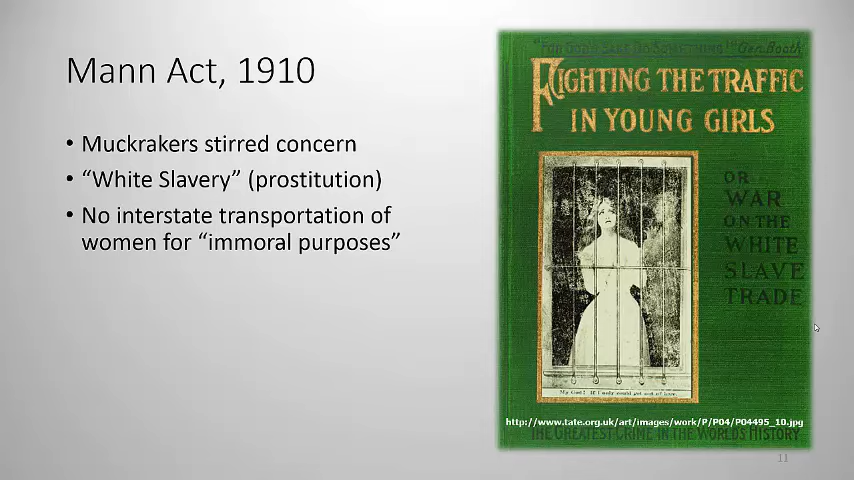 Mann Act, 1910
• Muckrakers stirred concern
• “White Slavery” (prostitution)
• No interstate transportation of
women for “immoral purposes”
"FOR GOD'S SAKE DO SOMETHING!" Gen. Booth
FIGHTING THE TRAFFIC
IN YOUNG GIRLS
OR
WAR
ON THE
WHITE
SLAVE
TRADE
My God! If I only could get out of here.
http://www.tate.org.uk/art/images/work/P/P04/P04495_10.jpg
THE GREATEST CRIME IN THE WORLD'S HISTORY
11